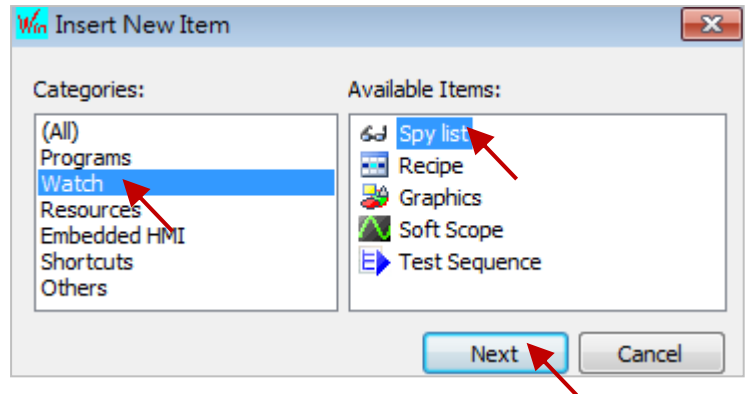 Win Insert New Item
Categories:
(All)
Programs
Watch
Resources
Embedded HMI
Shortcuts
Others
Available Items:
Spy list
Recipe
Graphics
Soft Scope
Test Sequence
Next
Cancel